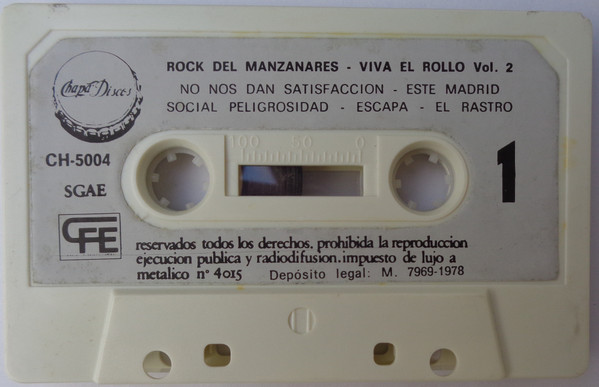 Chapa Discos
ROCK DEL MANZANARES - VIVA EL ROLLO Vol. 2
NO NOS DAN SATISFACCION - ESTE MADRID
SOCIAL PELIGROSIDAD - ESCAPA - EL RASTRO
100 50 0
CH-5004
1
SGAE
CFE
reservados todos los derechos. prohibida la reproduccion
ejecucion publica y radiodifusion. impuesto de lujo a
metalico nº 4015 Depósito legal: M. 7969-1978